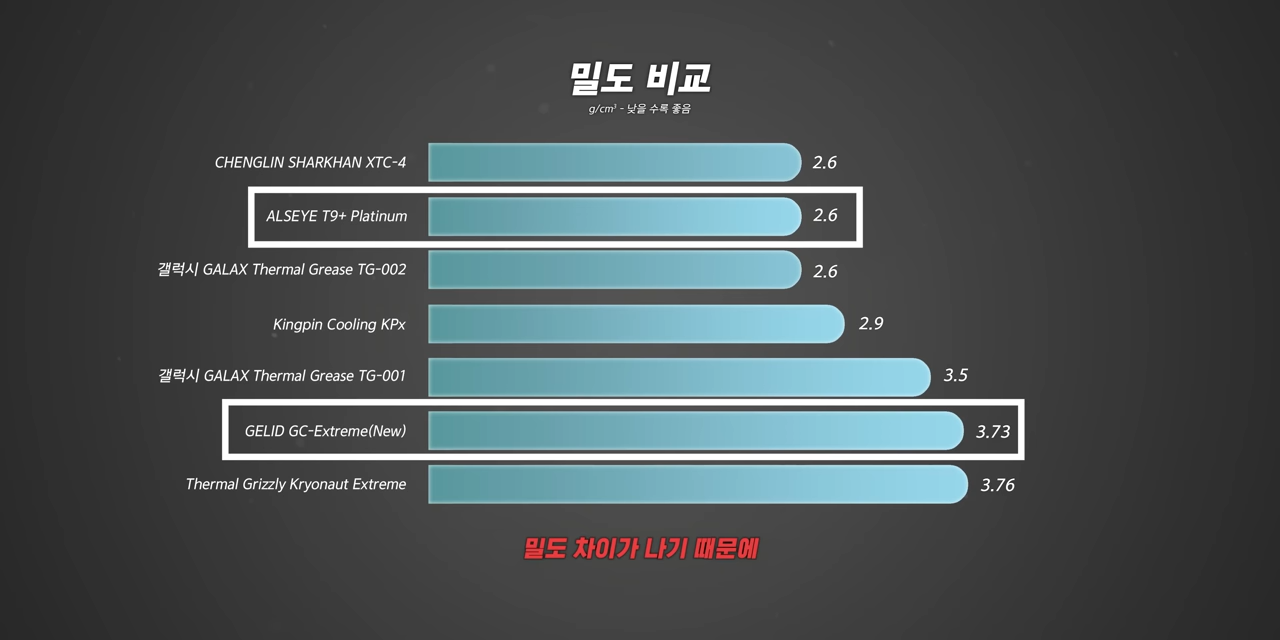 밀도 비교
g/cm³ - 낮을 수록 좋음
CHENGLIN SHARKHAN XTC-4 2.6
ALSEYE T9+ Platinum 2.6
갤럭시 GALAX Thermal Grease TG-002 2.6
Kingpin Cooling KPx 2.9
갤럭시 GALAX Thermal Grease TG-001 3.5
GELID GC-Extreme(New) 3.73
Thermal Grizzly Kryonaut Extreme 3.76
밀도 차이가 나기 때문에